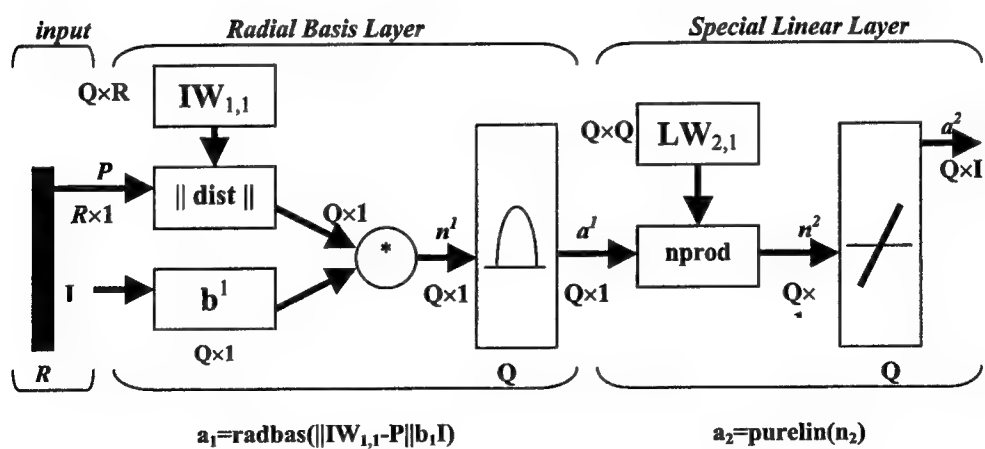 input
Radial Basis Layer
Special Linear Layer
Q×R
IW1,1
Q×Q
LW2,1
a²
Q×I
P
R×1
|| dist ||
Q×1
*
n¹
Q×1
a¹
Q×1
nprod
n²
Q×
I
b¹
Q×1
R
Q
Q
a₁=radbas(||IW₁,₁-P||b₁I)
a₂=purelin(n₂)